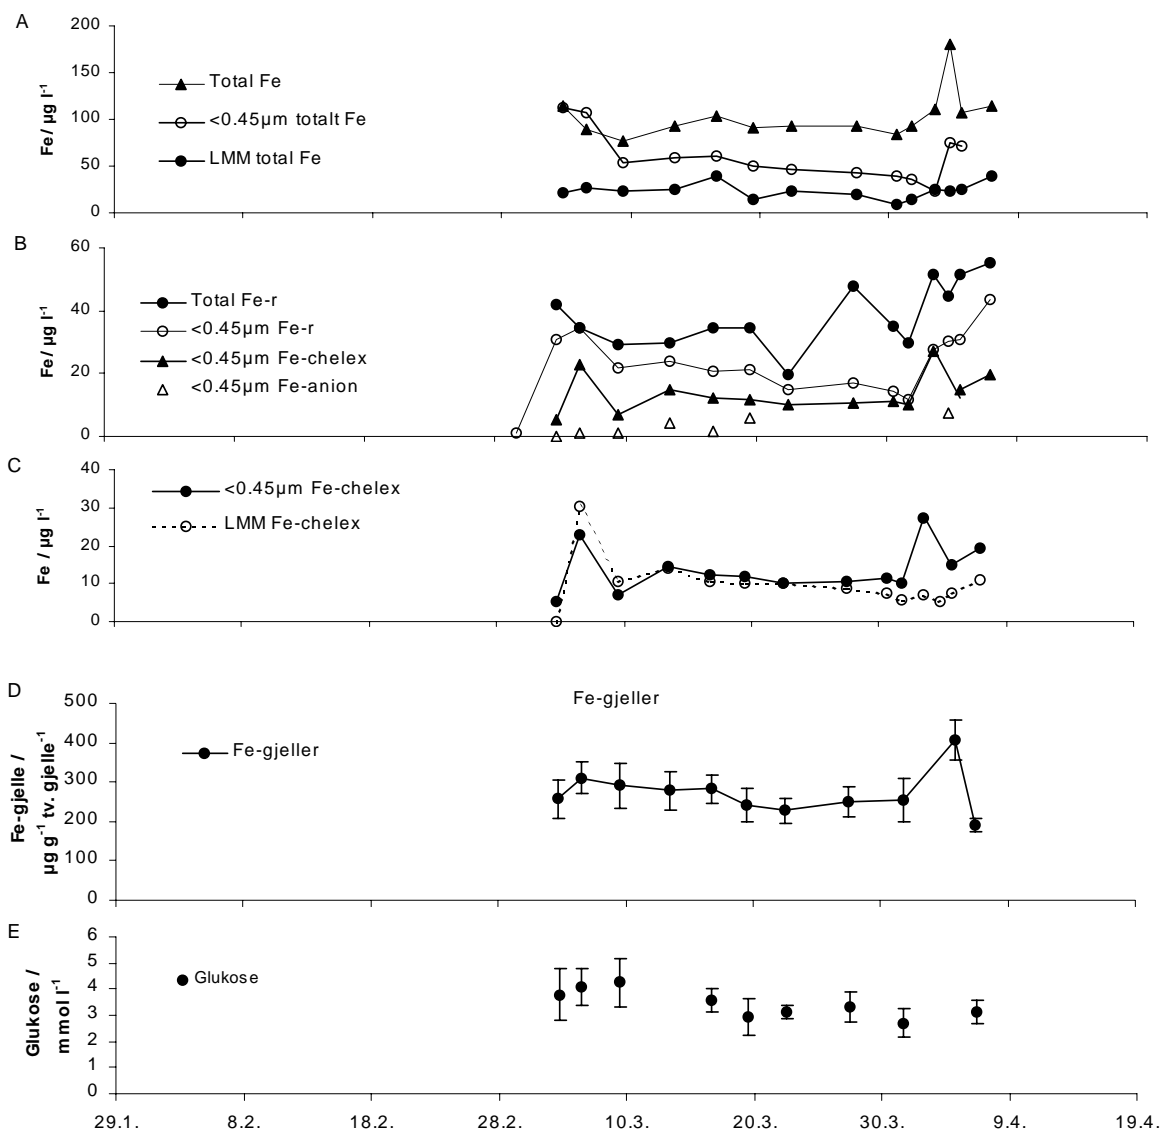 A
Fe/ µg l-1
200
150
100
50
0
Total Fe
<0.45µm totalt Fe
LMM total Fe
B
Fe/ µg l-1
60
40
20
0
Total Fe-r
<0.45µm Fe-r
<0.45µm Fe-chelex
<0.45µm Fe-anion
C
Fe / µg l-1
40
30
20
10
0
<0.45µm Fe-chelex
LMM Fe-chelex
D
Fe-gjeller
Fe-gjelle /
µg g-1 tv. gjelle-1
500
400
300
200
100
0
Fe-gjeller
E
Glukose /
mmol l-1
6
5
4
3
2
1
0
Glukose
29.1. 8.2. 18.2. 28.2. 10.3. 20.3. 30.3. 9.4. 19.4.